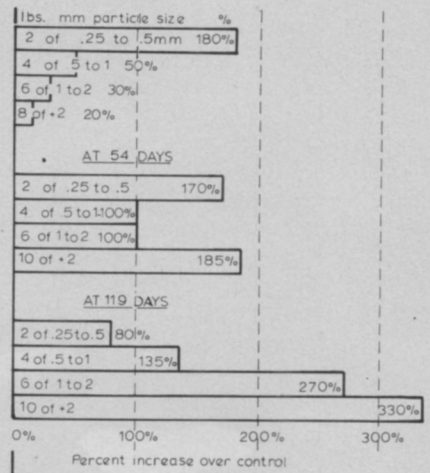 lbs. mm particle size %
2 of .25 to .5mm 180%
4 of .5 to 1 50%
6 of 1 to 2 30%
8 of +2 20%
AT 54 DAYS
2 of .25 to .5 170%
4 of .5 to 1-100%
6 of 1 to 2 100%
10 of +2 185%
AT 119 DAYS
2 of .25 to .5 80%
4 of .5 to 1 135%
6 of 1 to 2 270%
10 of +2 330%
0% 100% 200% 300%
Percent increase over control